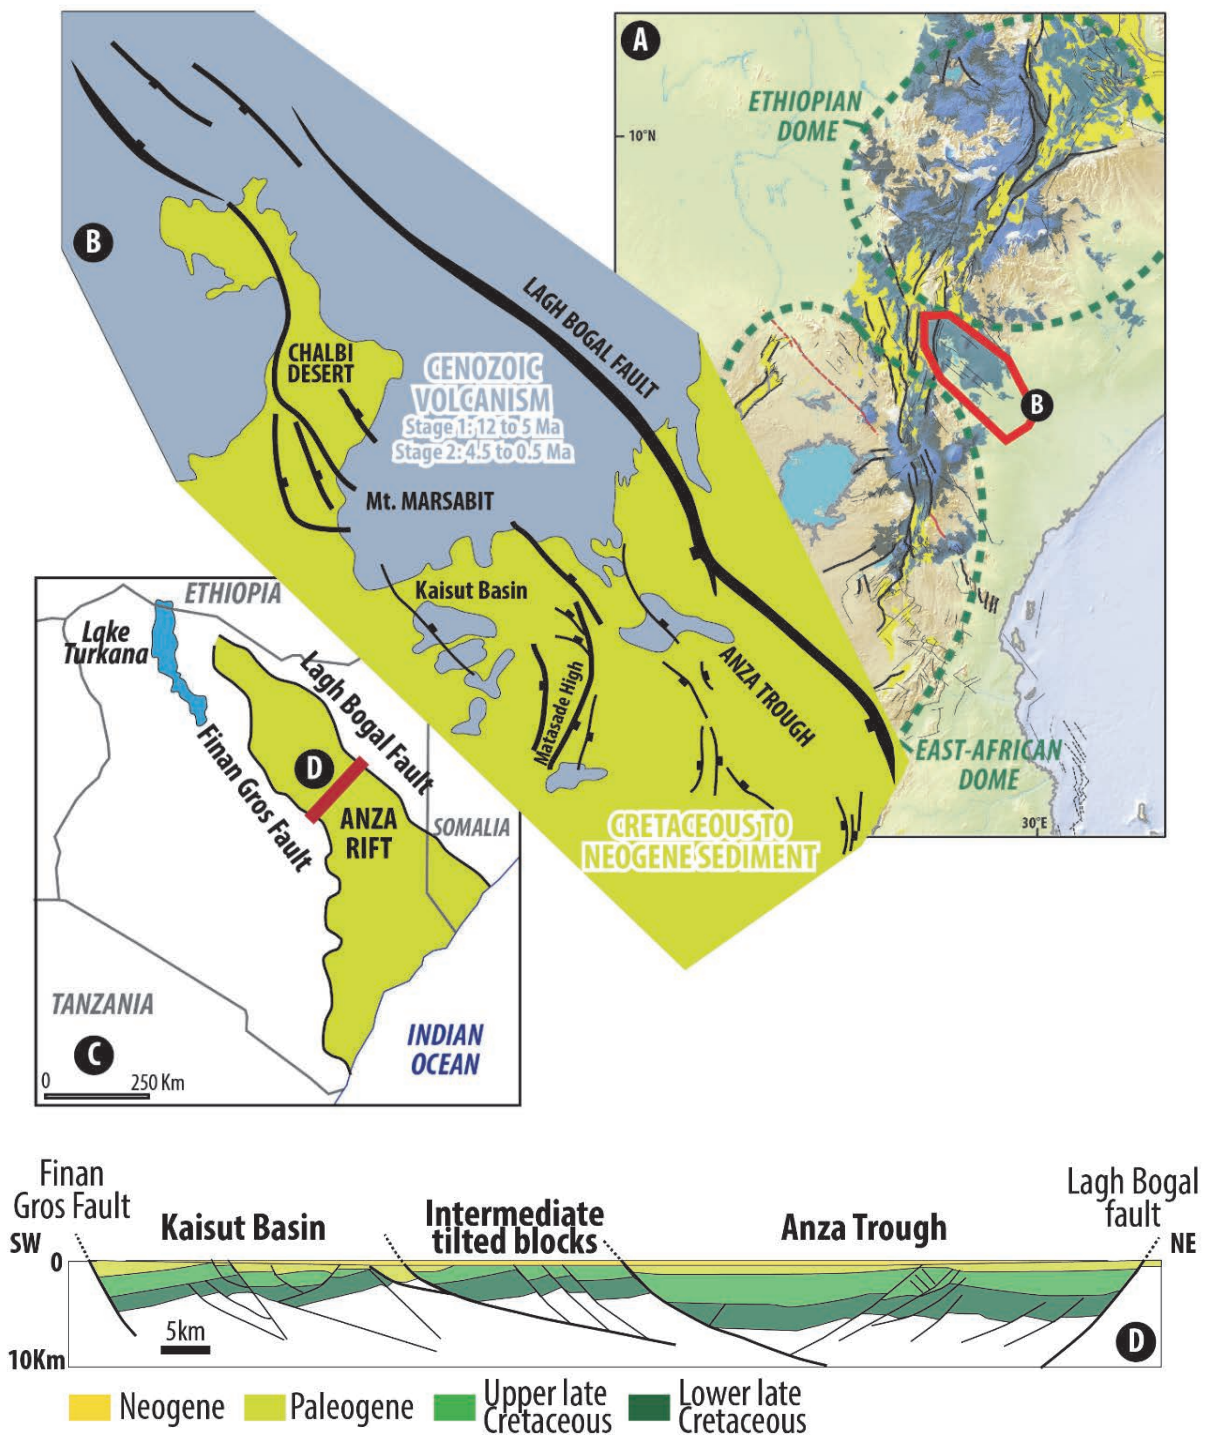 A
ETHIOPIAN
DOME
10°N
B
EAST-AFRICAN
DOME
30°E
B
LAGH BOGAL FAULT
CHALBI
DESERT
CENOZOIC
VOLCANISM
Stage 1: 12 to 5 Ma
Stage 2: 4.5 to 0.5 Ma
Mt. MARSABIT
Kaisut Basin
Matasade High
ANZA TROUGH
CRETACEOUS TO
NEOGENE SEDIMENT
ETHIOPIA
Lake
Turkana
Lagh Bogal Fault
Finan Gros Fault
D
ANZA
RIFT
SOMALIA
TANZANIA
INDIAN
OCEAN
C
0 250 Km
Finan
Gros Fault
SW
Kaisut Basin
Intermediate
tilted blocks
Anza Trough
Lagh Bogal
fault
NE
0
5km
10Km
D
Neogene
Paleogene
Upper late
Cretaceous
Lower late
Cretaceous